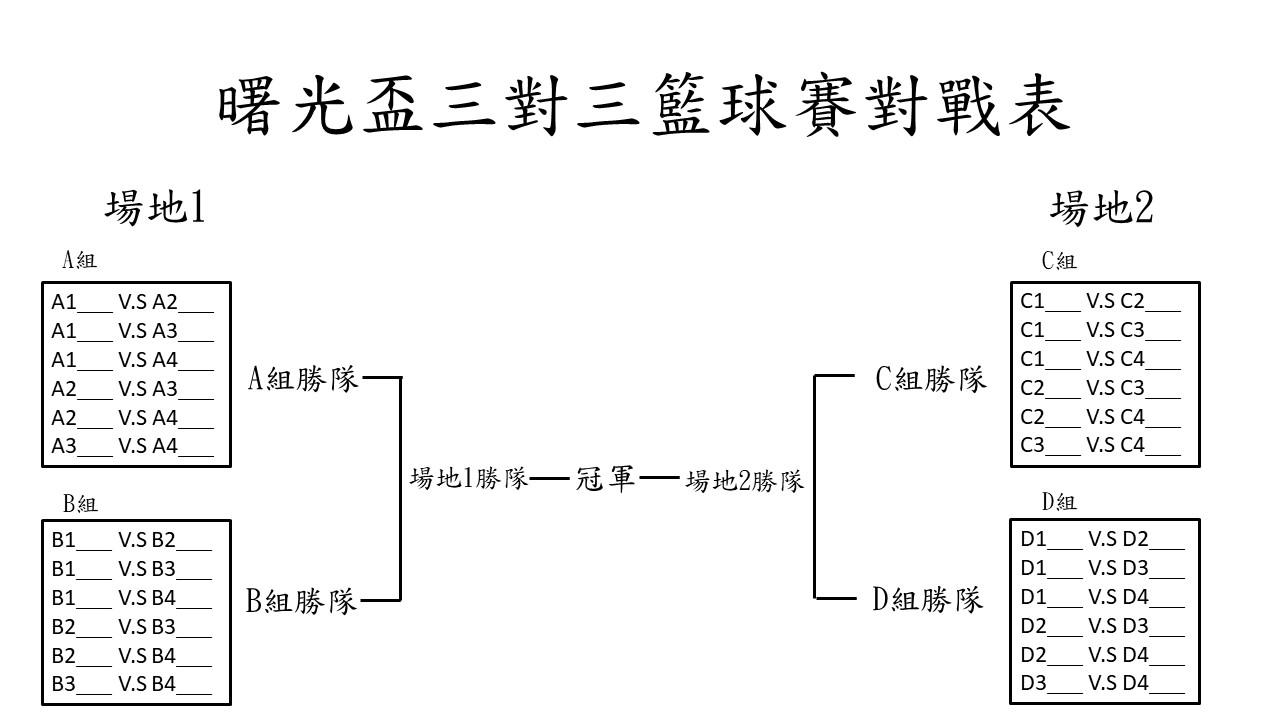 曙光盃三對三籃球賽對戰表
場地1
A組
A1___ V.S A2___
A1___ V.S A3___
A1___ V.S A4___
A2___ V.S A3___
A2___ V.S A4___
A3___ V.S A4___
B組
B1___ V.S B2___
B1___ V.S B3___
B1___ V.S B4___
B2___ V.S B3___
B2___ V.S B4___
B3___ V.S B4___
A組勝隊
B組勝隊
場地1勝隊
冠軍
場地2勝隊
場地2
C組
C1___ V.S C2___
C1___ V.S C3___
C1___ V.S C4___
C2___ V.S C3___
C2___ V.S C4___
C3___ V.S C4___
C組勝隊
D組
D1___ V.S D2___
D1___ V.S D3___
D1___ V.S D4___
D2___ V.S D3___
D2___ V.S D4___
D3___ V.S D4___
D組勝隊